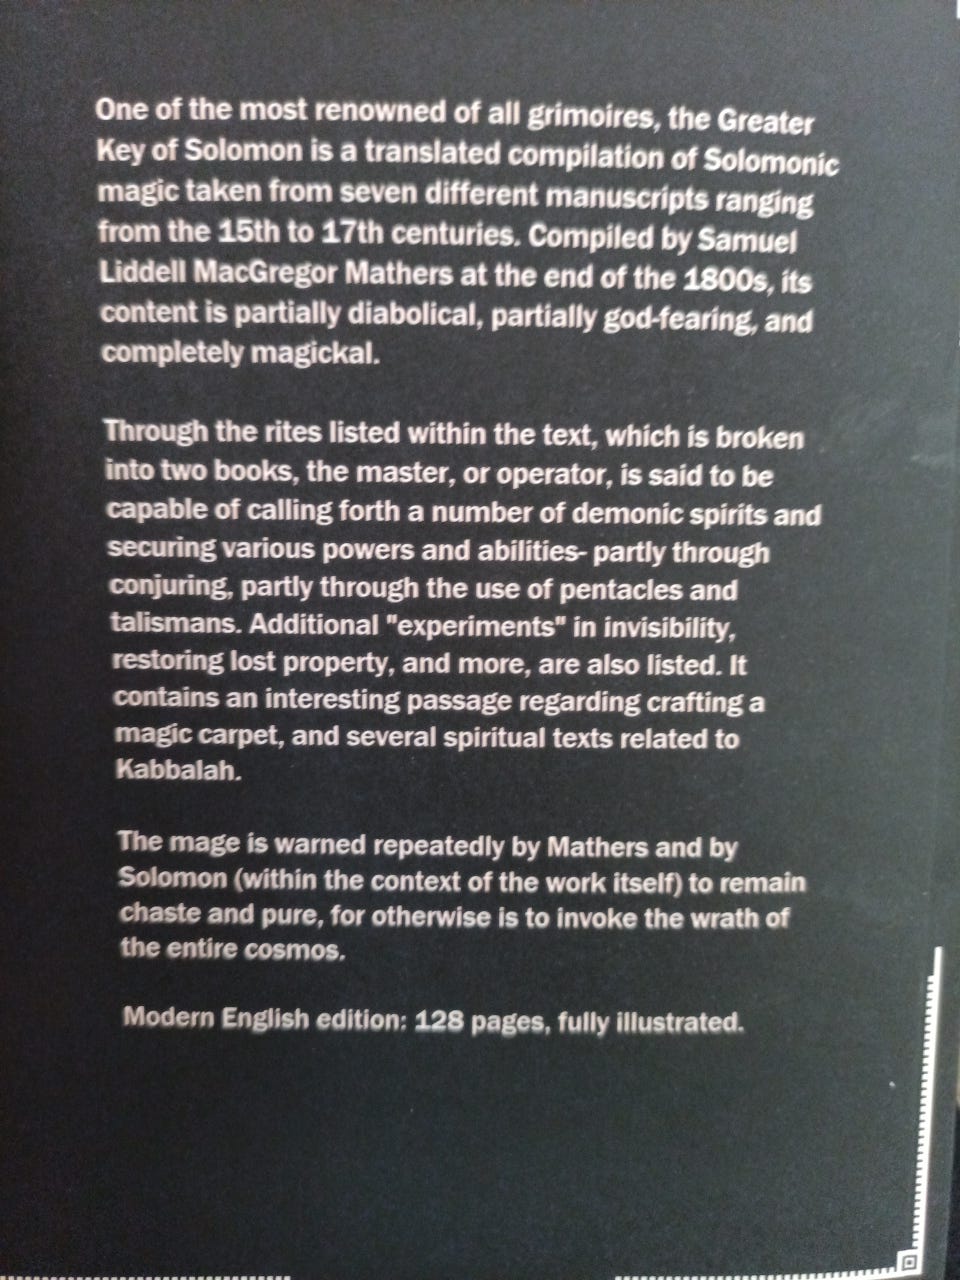 One of the most renowned of all grimoires, the Greater
Key of Solomon is a translated compilation of Solomonic
magic taken from seven different manuscripts ranging
from the 15th to 17th centuries. Compiled by Samuel
Liddell MacGregor Mathers at the end of the 1800s, its
content is partially diabolical, partially god-fearing, and
completely magickal.
Through the rites listed within the text, which is broken
into two books, the master, or operator, is said to be
capable of calling forth a number of demonic spirits and
securing various powers and abilities- partly through
conjuring, partly through the use of pentacles and
talismans. Additional "experiments" in invisibility,
restoring lost property, and more, are also listed. It
contains an interesting passage regarding crafting a
magic carpet, and several spiritual texts related to
Kabbalah.
The mage is warned repeatedly by Mathers and by
Solomon (within the context of the work itself) to remain
chaste and pure, for otherwise is to invoke the wrath of
the entire cosmos.
Modern English edition: 128 pages, fully illustrated.